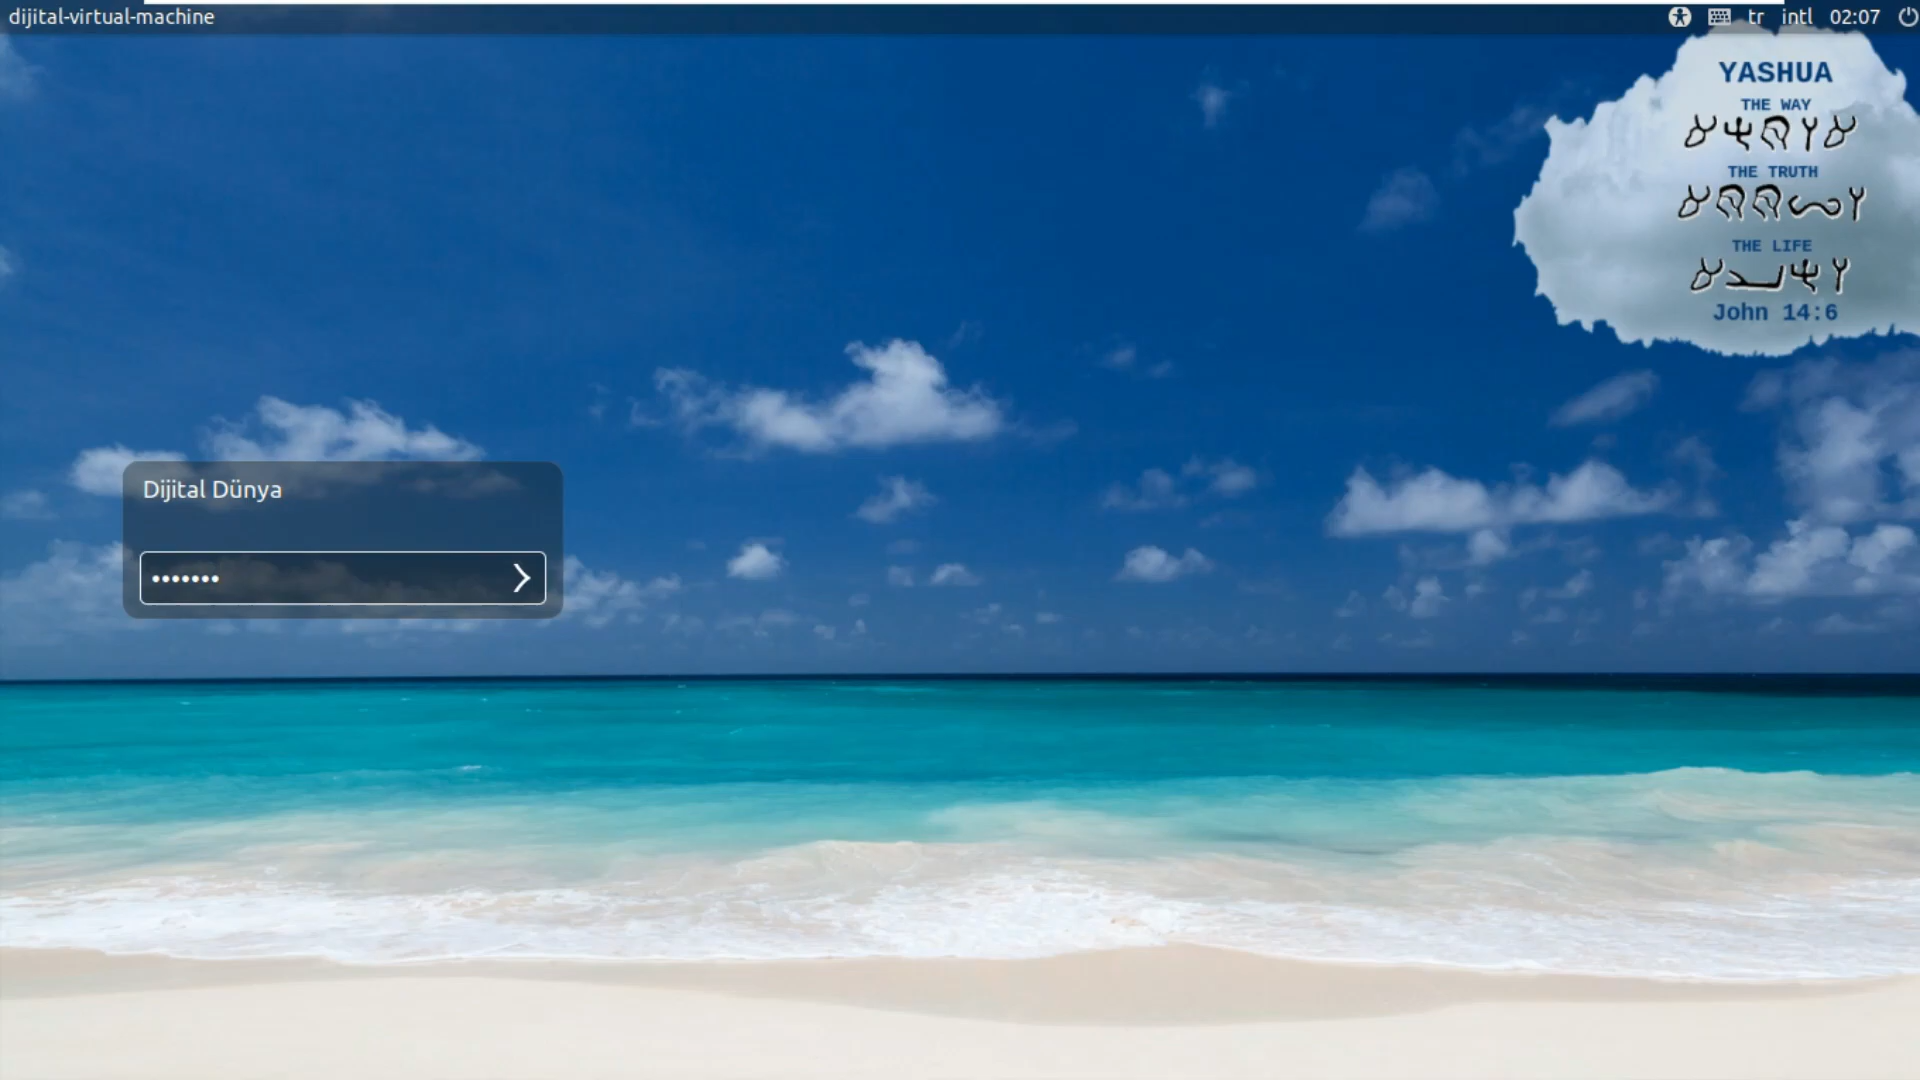 dijital-virtual-machine
tr intl 02:07
YASHUA
THE WAY
THE TRUTH
THE LIFE
John 14:6
Dijital Dünya
•••••••